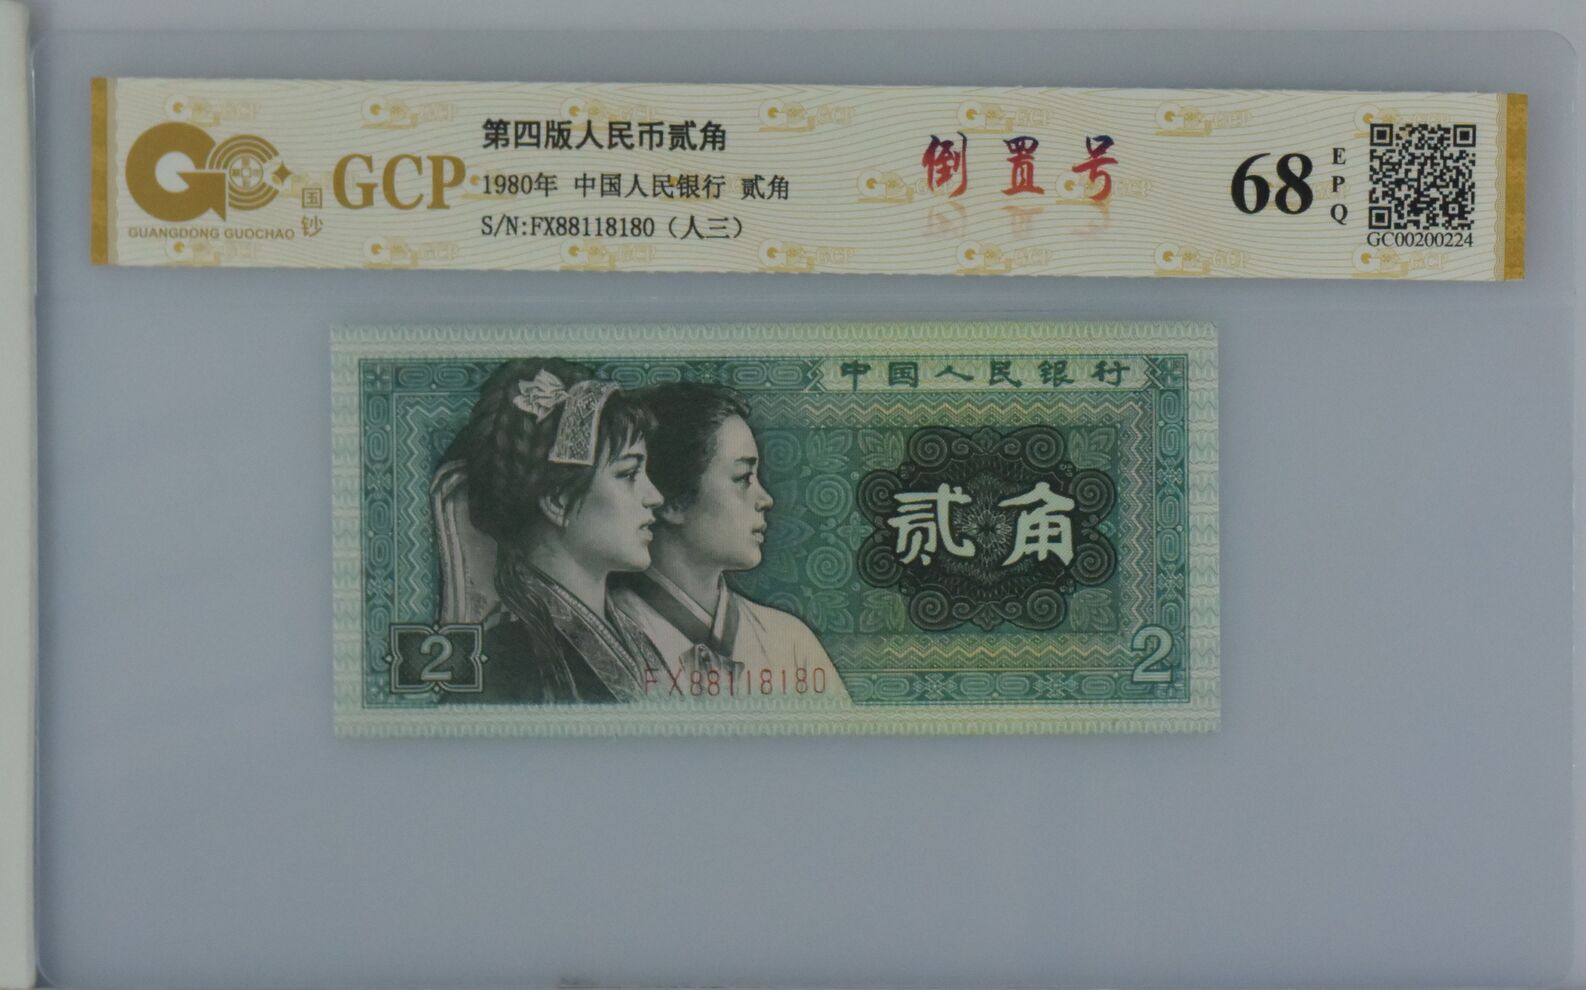 GUANGDONG GUOCHAO
国钞
GCP
第四版人民币贰角
1980年 中国人民银行 贰角
S/N:FX88118180（人三）
倒置号
68
EPQ
GC00200224
中国人民银行
贰角
2
2
FX88118180